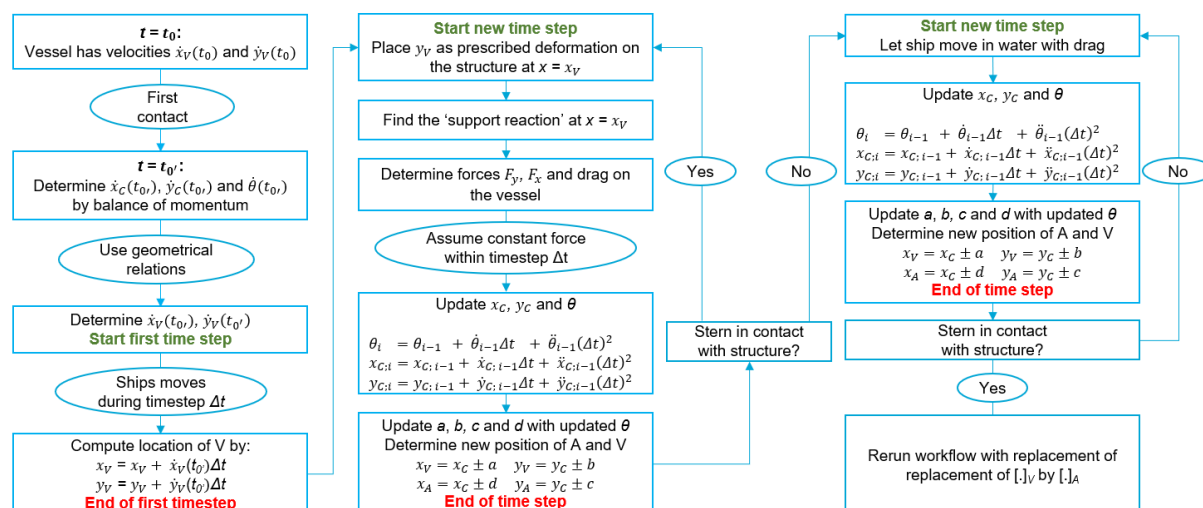 t = t₀:
Vessel has velocities ẋ_V(t₀) and ẏ_V(t₀)
First
contact
t = t₀′:
Determine ẋ_C(t₀′), ẏ_C(t₀′) and θ̇(t₀′)
by balance of momentum
Use geometrical
relations
Determine ẋ_V(t₀′), ẏ_V(t₀′)
Start first time step
Ships moves
during timestep Δt
Compute location of V by:
x_V = x_V + ẋ_V(t₀′)Δt
y_V = y_V + ẏ_V(t₀′)Δt
End of first timestep
Start new time step
Place y_V as prescribed deformation on
the structure at x = x_V
Find the ‘support reaction’ at x = x_V
Determine forces F_y, F_x and drag on
the vessel
Assume constant force
within timestep Δt
Update x_C, y_C and θ
θ_i = θ_{i−1} + θ̇_{i−1}Δt + θ̈_{i−1}(Δt)²
x_{C;i} = x_{C;i−1} + ẋ_{C;i−1}Δt + ẍ_{C;i−1}(Δt)²
y_{C;i} = y_{C;i−1} + ẏ_{C;i−1}Δt + ÿ_{C;i−1}(Δt)²
Update a, b, c and d with updated θ
Determine new position of A and V
x_V = x_C ± a y_V = y_C ± b
x_A = x_C ± d y_A = y_C ± c
End of time step
Yes
No
Stern in contact
with structure?
Start new time step
Let ship move in water with drag
Update x_C, y_C and θ
θ_i = θ_{i−1} + θ̇_{i−1}Δt + θ̈_{i−1}(Δt)²
x_{C;i} = x_{C;i−1} + ẋ_{C;i−1}Δt + ẍ_{C;i−1}(Δt)²
y_{C;i} = y_{C;i−1} + ẏ_{C;i−1}Δt + ÿ_{C;i−1}(Δt)²
No
Update a, b, c and d with updated θ
Determine new position of A and V
x_V = x_C ± a y_V = y_C ± b
x_A = x_C ± d y_A = y_C ± c
End of time step
Stern in contact
with structure?
Yes
Rerun workflow with replacement of
replacement of [.]_V by [.]_A